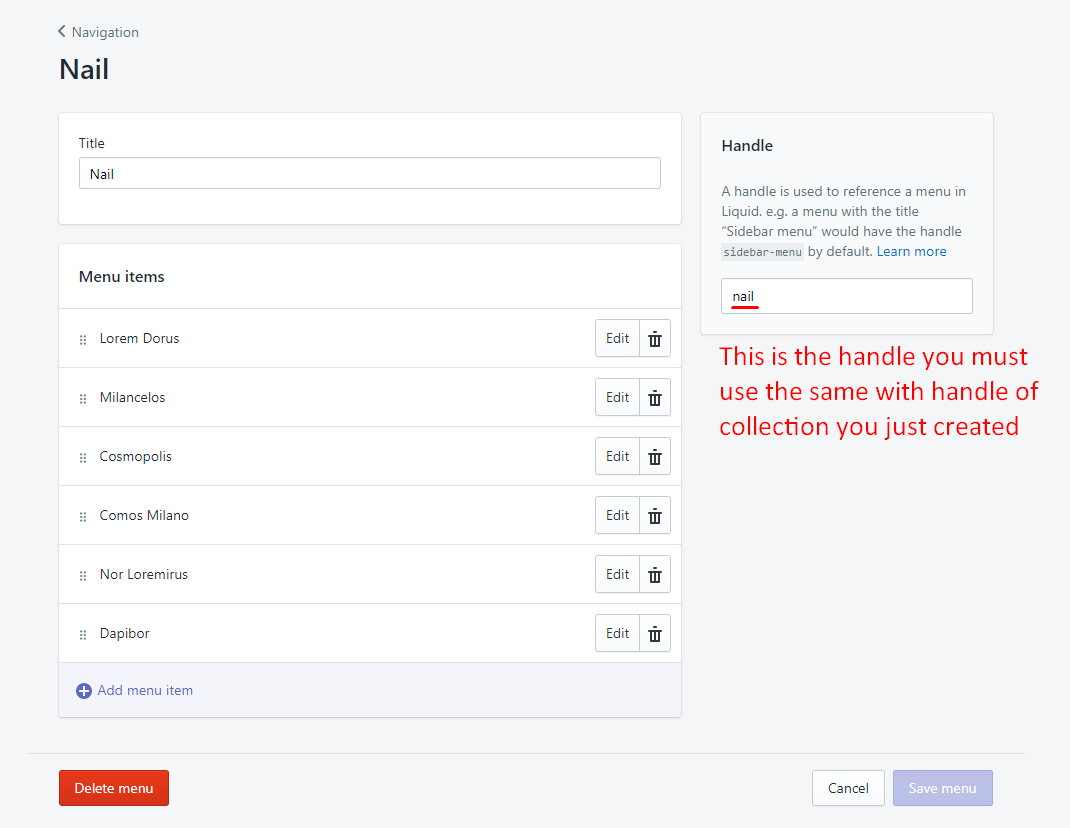 Navigation
Nail
Title
Nail
Menu items
Lorem Dorus
Edit
Milancelos
Edit
Cosmopolis
Edit
Comos Milano
Edit
Nor Loremirus
Edit
Dapibor
Edit
Add menu item
Handle
A handle is used to reference a menu in
Liquid. e.g. a menu with the title
“Sidebar menu” would have the handle
sidebar-menu by default. Learn more
nail
This is the handle you must
use the same with handle of
collection you just created
Delete menu
Cancel
Save menu